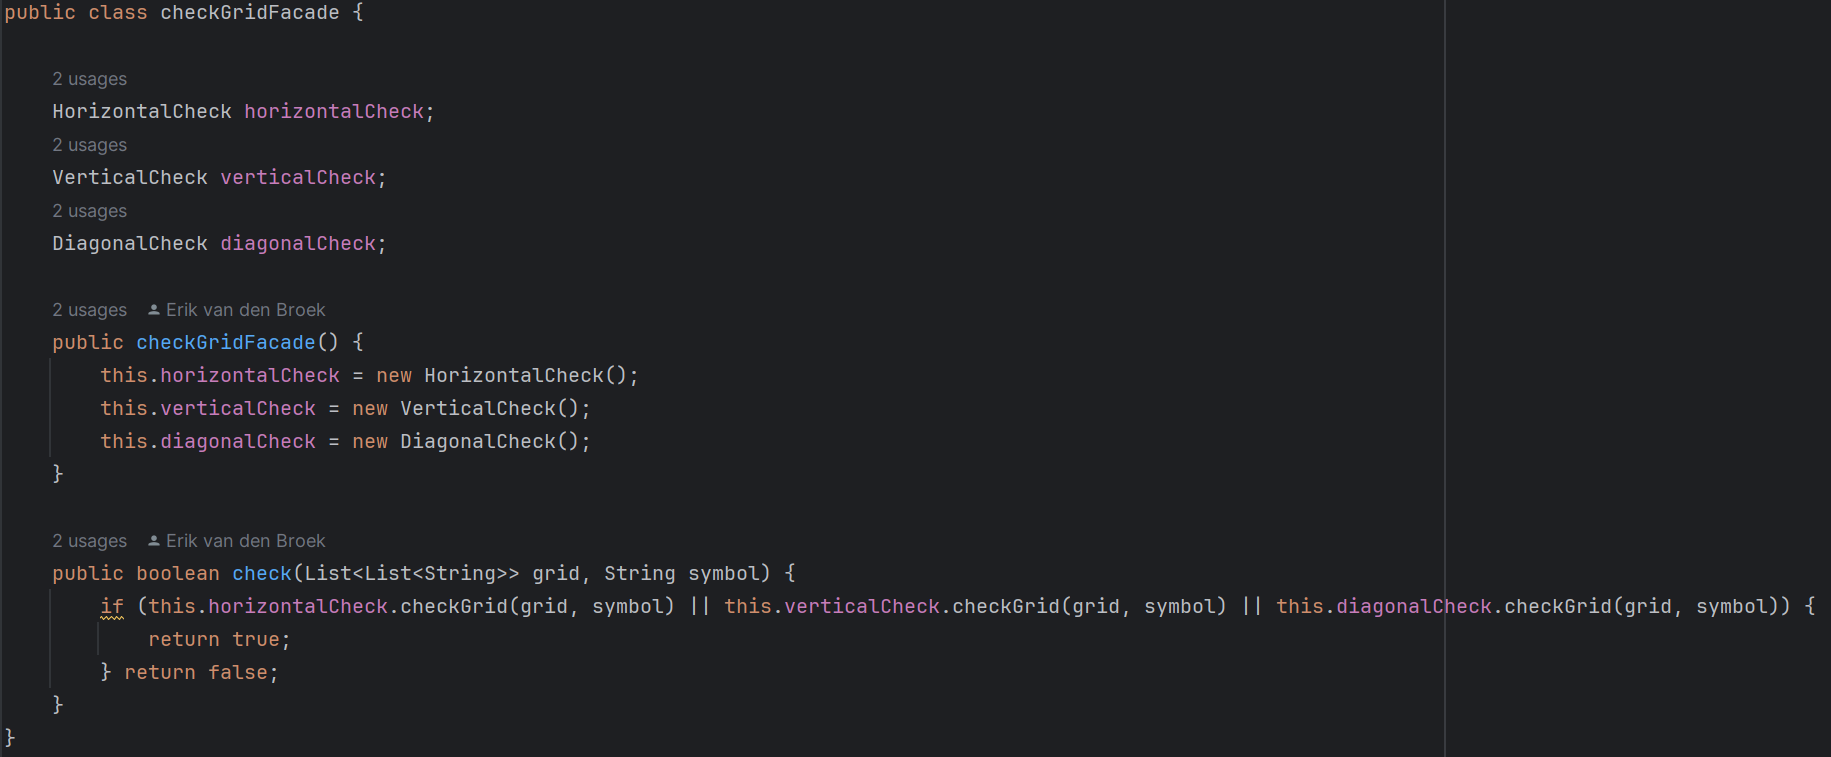 public class checkGridFacade {
2 usages
HorizontalCheck horizontalCheck;
2 usages
VerticalCheck verticalCheck;
2 usages
DiagonalCheck diagonalCheck;
2 usages Erik van den Broek
public checkGridFacade() {
this.horizontalCheck = new HorizontalCheck();
this.verticalCheck = new VerticalCheck();
this.diagonalCheck = new DiagonalCheck();
}
2 usages Erik van den Broek
public boolean check(List<List<String>> grid, String symbol) {
if (this.horizontalCheck.checkGrid(grid, symbol) || this.verticalCheck.checkGrid(grid, symbol) || this.diagonalCheck.checkGrid(grid, symbol)) {
return true;
} return false;
}
}